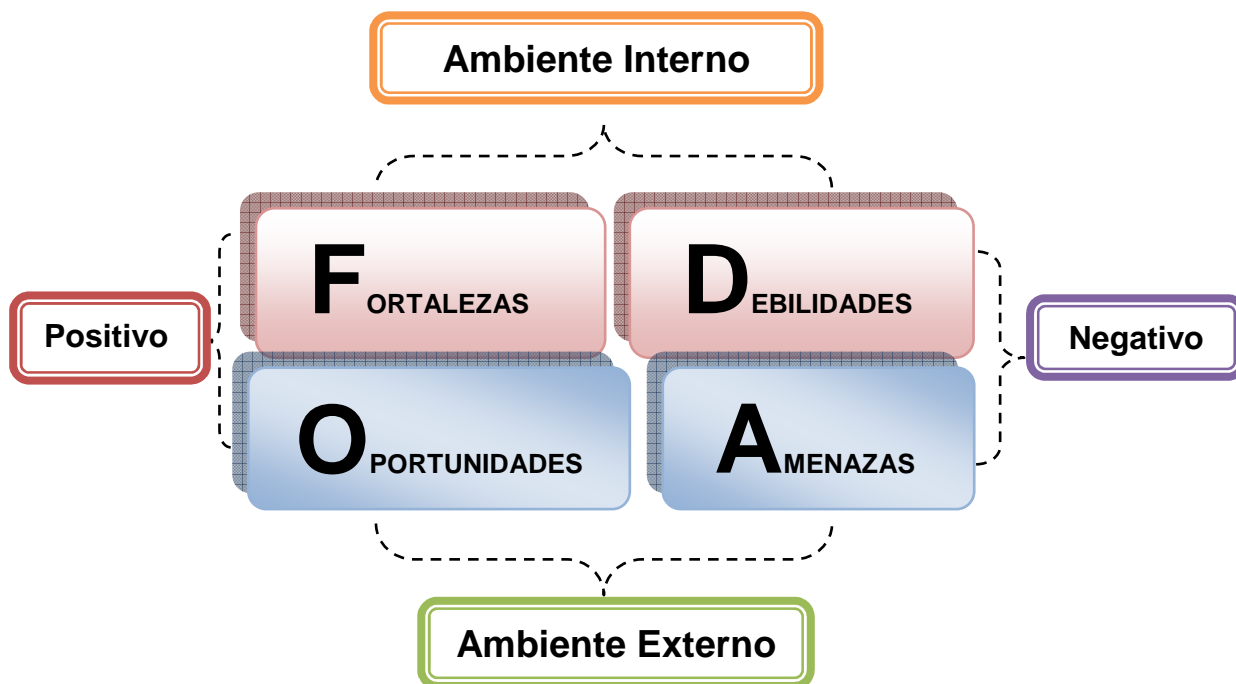 Ambiente Interno
FORTALEZAS
DEBILIDADES
Positivo
Negativo
OPORTUNIDADES
AMENAZAS
Ambiente Externo